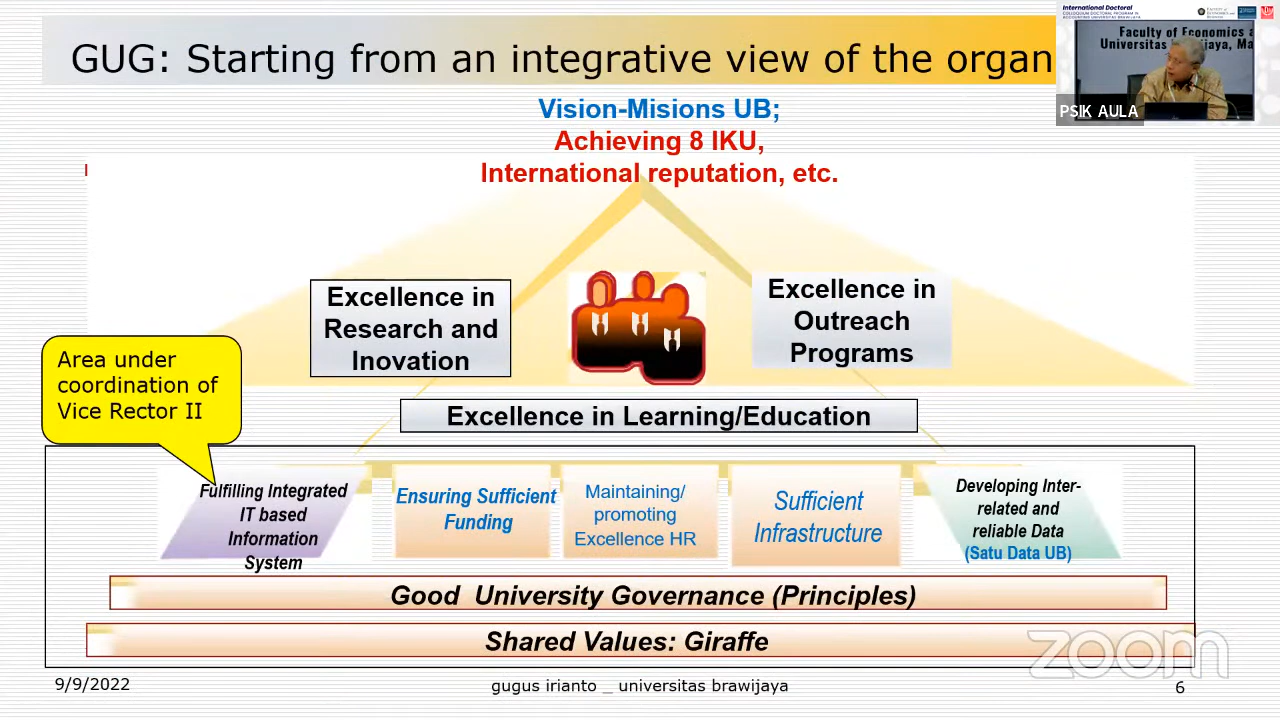 GUG: Starting from an integrative view of the organ
International Doctoral
COLLOQUIUM DOCTORAL PROGRAM IN
ACCOUNTING UNIVERSITAS BRAWIJAYA
Faculty of Economics a
Universitas Brawijaya, Ma
PSIK AULA
Vision-Misions UB;
Achieving 8 IKU,
International reputation, etc.
Excellence in
Research and
Inovation
Excellence in
Outreach
Programs
Area under
coordination of
Vice Rector II
Excellence in Learning/Education
Fulfilling Integrated
IT based
Information
System
Ensuring Sufficient
Funding
Maintaining/
promoting
Excellence HR
Sufficient
Infrastructure
Developing Inter-
related and
reliable Data
(Satu Data UB)
Good University Governance (Principles)
Shared Values: Giraffe
zoom
9/9/2022
gugus irianto _ universitas brawijaya
6